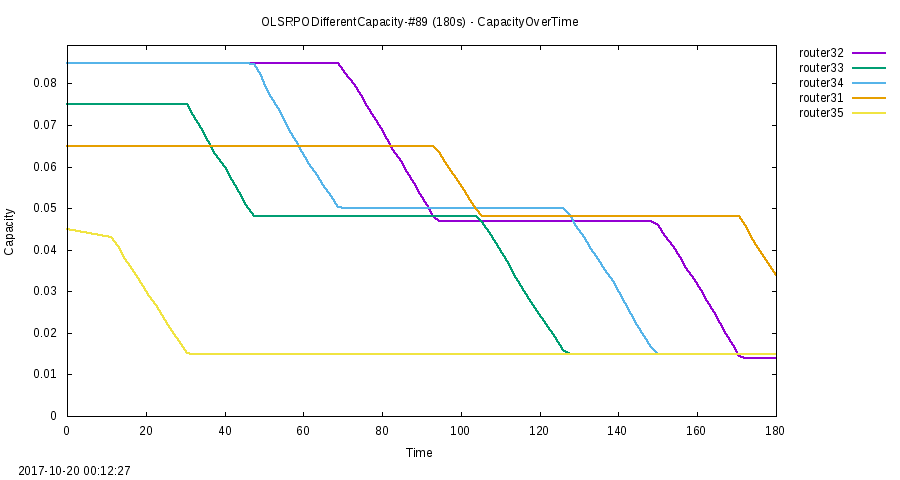 OLSRPODifferentCapacity-#89 (180s) - CapacityOverTime
router32
router33
router34
router31
router35
0.08
0.07
0.06
0.05
0.04
0.03
0.02
0.01
0
Capacity
0 20 40 60 80 100 120 140 160 180
Time
2017-10-20 00:12:27